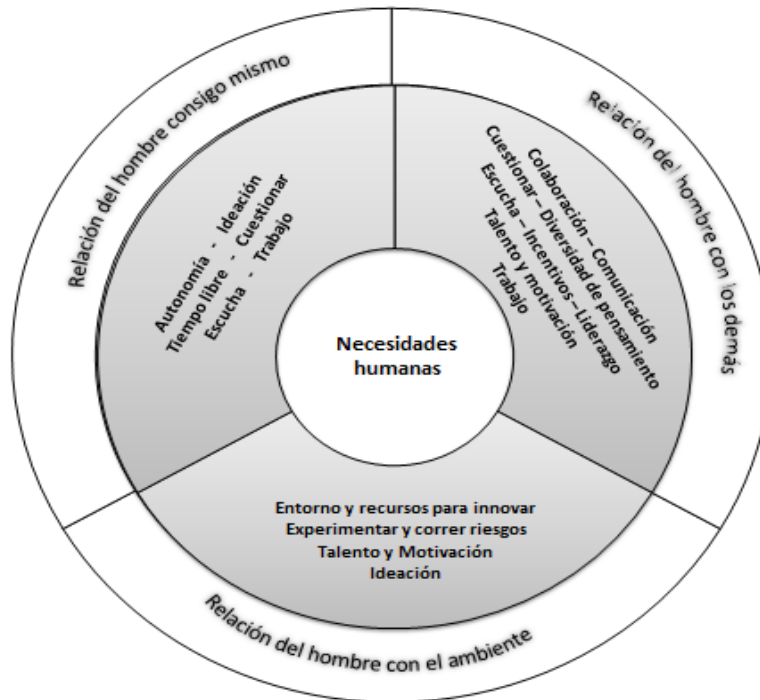 Relación del hombre consigo mismo
Relación del hombre con los demás
Autonomía - Ideación
Tiempo libre - Cuestionar
Escucha - Trabajo
Colaboración – Comunicación
Cuestionar – Diversidad de pensamiento
Escucha – Incentivos – Liderazgo
Talento y motivación
Trabajo
Necesidades
humanas
Entorno y recursos para innovar
Experimentar y correr riesgos
Talento y Motivación
Ideación
Relación del hombre con el ambiente